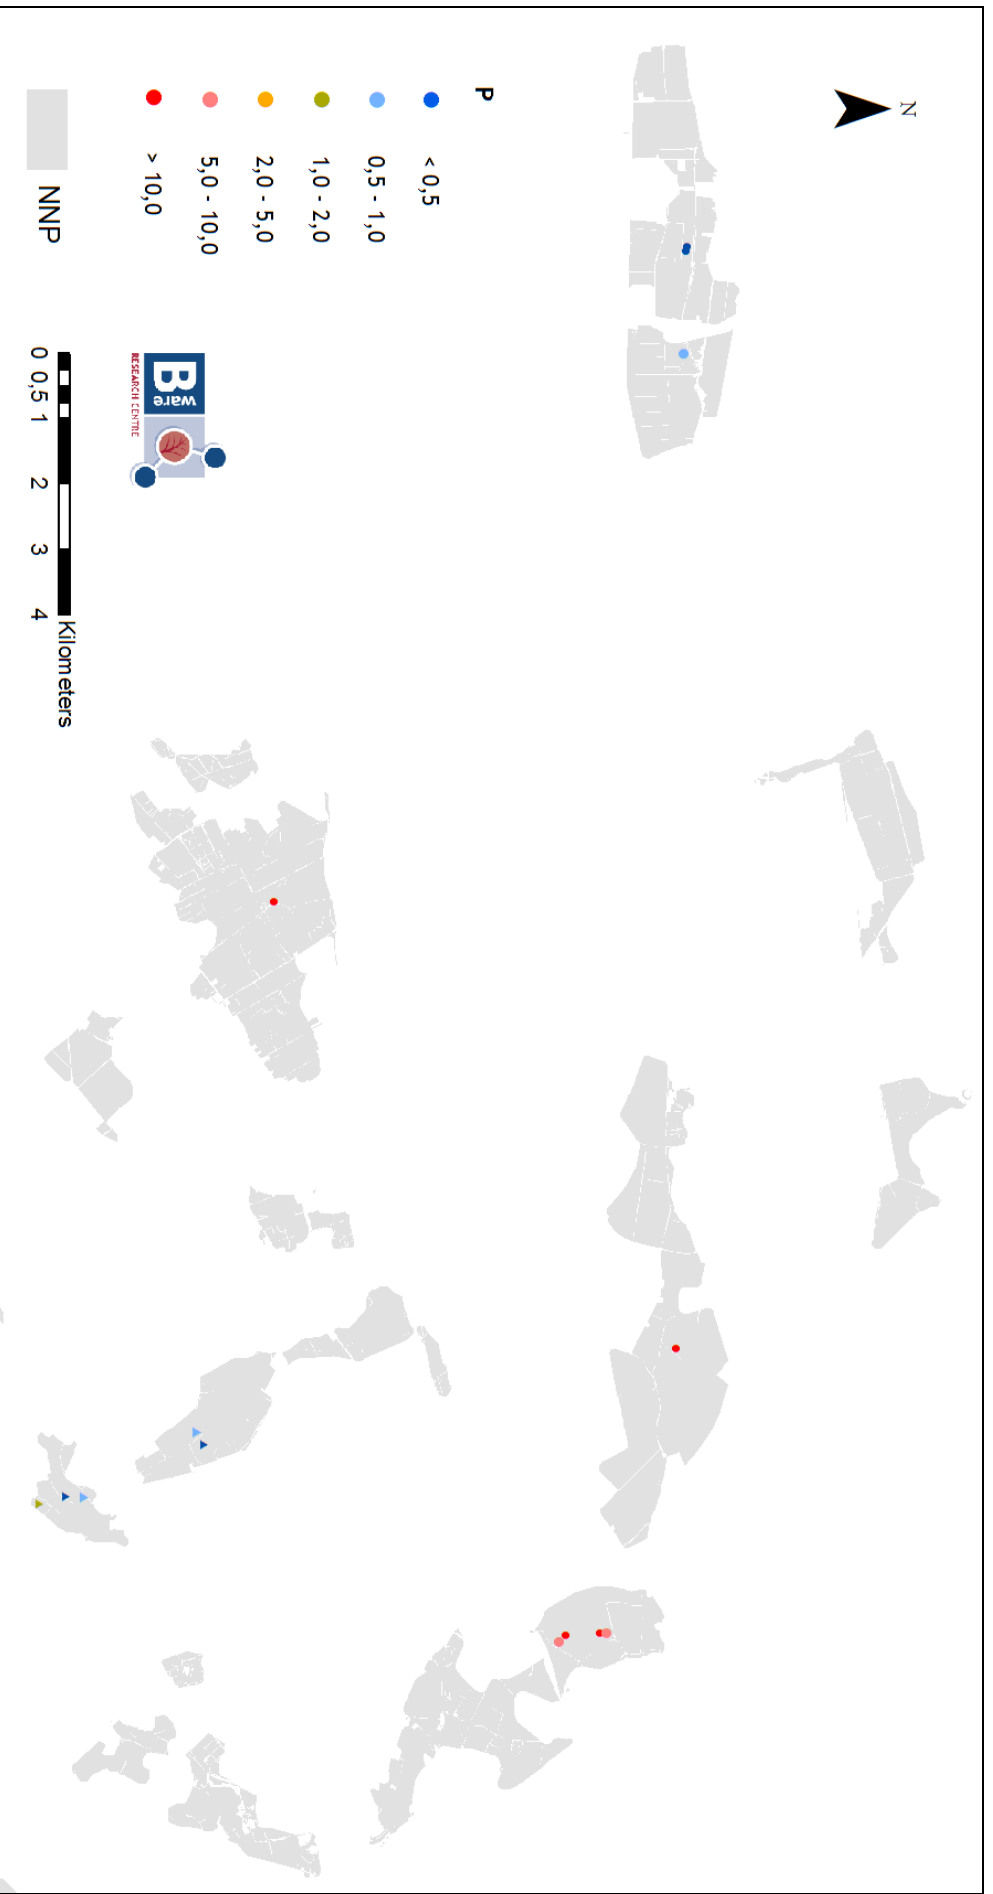 N
P
< 0,5
0,5 - 1,0
1,0 - 2,0
2,0 - 5,0
5,0 - 10,0
> 10,0
NNP
B ware
RESEARCH CENTRE
0 0,5 1 2 3 4
Kilometers